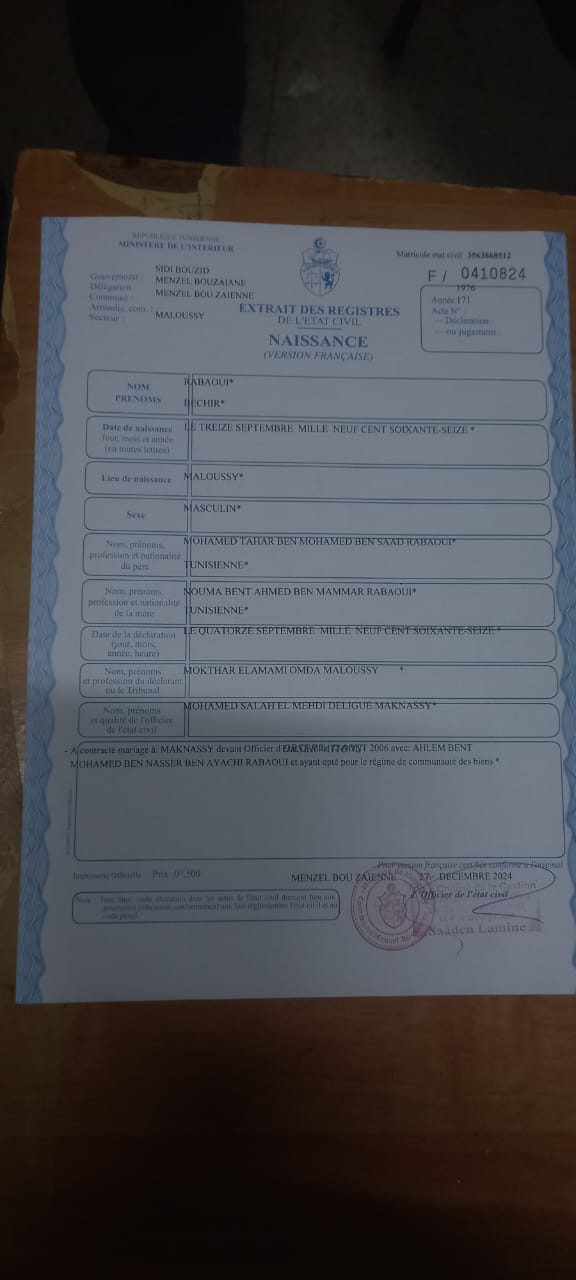 REPUBLIQUE TUNISIENNE
MINISTERE DE L'INTERIEUR
Gouvernorat : SIDI BOUZID
Délégation : MENZEL BOUZAIANE
Commune : MENZEL BOU ZAIENNE
Arrondis. com. :
Secteur : MALOUSSY
EXTRAIT DES REGISTRES
DE L'ETAT CIVIL
NAISSANCE
(VERSION FRANÇAISE)
Matricule état civil 3563868512
F / 0410824
1976
Année 171
Acte N° :
— Déclaration :
— ou jugement :
NOM RABAOUI*
PRENOMS BECHIR*
Date de naissance LE TREIZE SEPTEMBRE MILLE NEUF CENT SOIXANTE-SEIZE *
Jour, mois et année
(en toutes lettres)
Lieu de naissance MALOUSSY*
Sexe MASCULIN*
Nom, prénoms, MOHAMED TAHAR BEN MOHAMED BEN SAAD RABAOUI*
profession et nationalité
du père TUNISIENNE*
Nom, prénoms, NOUMA BENT AHMED BEN MAMMAR RABAOUI*
profession et nationalité
de la mère TUNISIENNE*
Date de la déclaration LE QUATORZE SEPTEMBRE MILLE NEUF CENT SOIXANTE-SEIZE *
(jour, mois,
année, heure)
Nom, prénoms MOKTHAR ELAMAMI OMDA MALOUSSY *
et profession du déclarant
ou le Tribunal
Nom, prénoms MOHAMED SALAH EL MEHDI DELIGUE MAKNASSY*
et qualité de l'officier
de l'état civil
OBSERVATIONS
- A contracté mariage à: MAKNASSY devant Officier 2006 avec: AHLEM BENT
MOHAMED BEN NASSER BEN AYACHI RABAOUI et ayant opté pour le régime de communauté des biens *
Pour version française certifiée conforme à l'original
Imprimerie Officielle Prix :0ᴰ,500
MENZEL BOU ZAIENNE 27, DECEMBRE 2024
L'Officier de l'état civil
Saaden Lamine